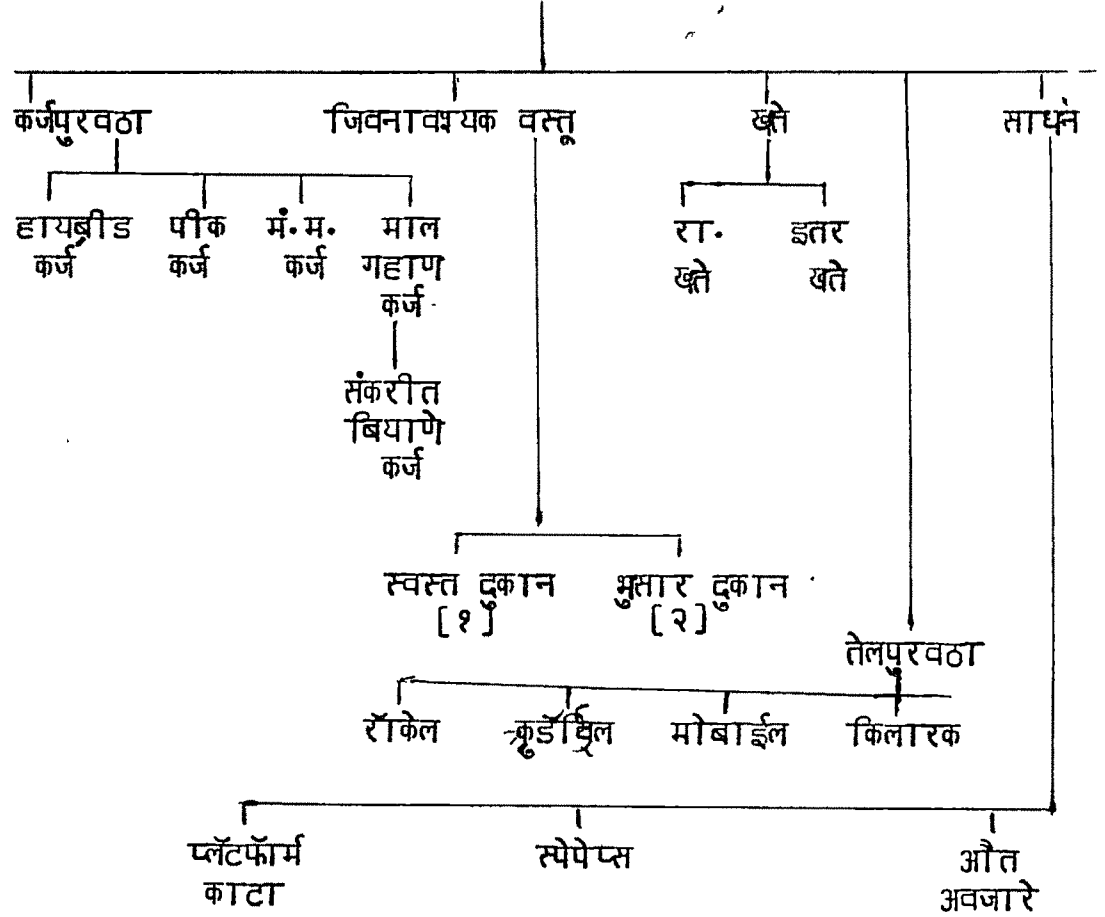 कर्जपुरवठा जिवनावश्यक वस्तू खते साधने
हायब्रीड पीक मं.म. माल रा. इतर
कर्ज कर्ज कर्ज गहाण खते खते
कर्ज
संकरीत
बियाणे
कर्ज
स्वस्त दुकान भुसार दुकान
[१] [२]
तेलपुरवठा
रॉकेल मोबाईल किलारक
प्लॅटफॉर्म स्पेपेप्स औत
काटा अवजारे